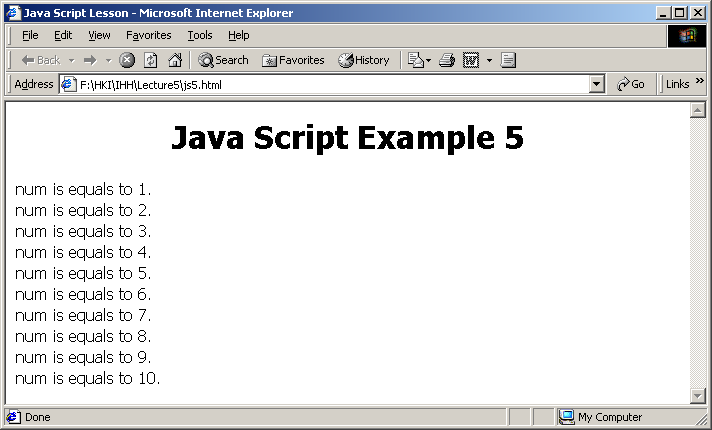 Java Script Lesson - Microsoft Internet Explorer
File Edit View Favorites Tools Help
Back Search Favorites History
Address F:\HKI\IHH\Lecture5\js5.html Go Links »
Java Script Example 5
num is equals to 1.
num is equals to 2.
num is equals to 3.
num is equals to 4.
num is equals to 5.
num is equals to 6.
num is equals to 7.
num is equals to 8.
num is equals to 9.
num is equals to 10.
Done My Computer